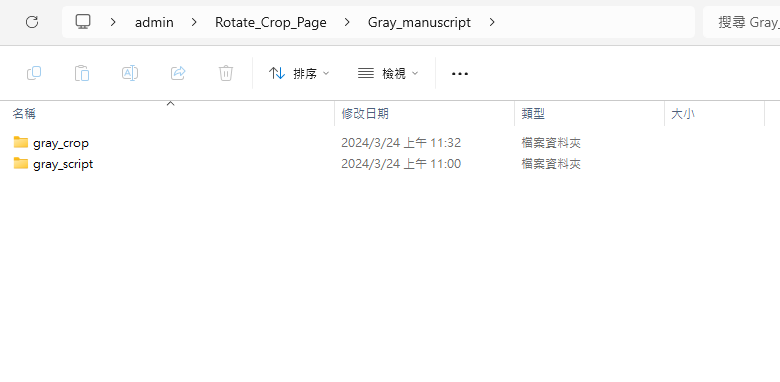 admin > Rotate_Crop_Page > Gray_manuscript >
搜尋 Gray_
排序 檢視
名稱 修改日期 類型 大小
gray_crop 2024/3/24 上午 11:32 檔案資料夾
gray_script 2024/3/24 上午 11:00 檔案資料夾